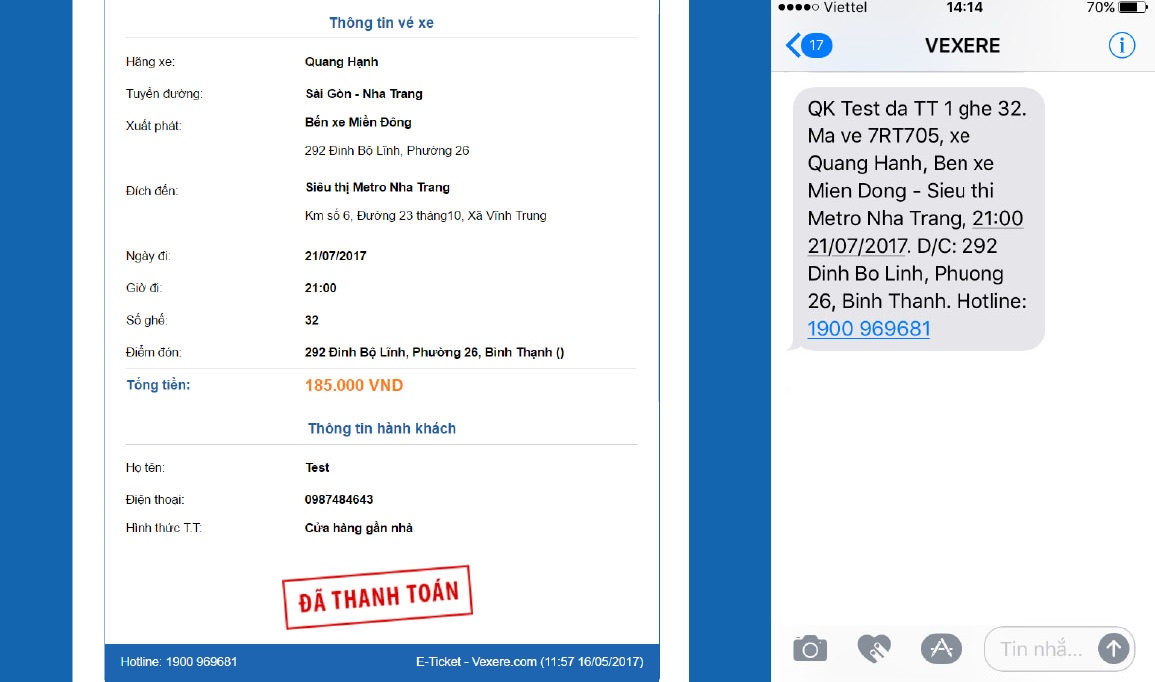 Thông tin vé xe
Hãng xe: Quang Hạnh
Tuyến đường: Sài Gòn - Nha Trang
Xuất phát: Bến xe Miền Đông
292 Đinh Bộ Lĩnh, Phường 26
Đích đến: Siêu thị Metro Nha Trang
Km số 6, Đường 23 tháng10, Xã Vĩnh Trung
Ngày đi: 21/07/2017
Giờ đi: 21:00
Số ghế: 32
Điểm đón: 292 Đinh Bộ Lĩnh, Phường 26, Bình Thạnh ()
Tổng tiền: 185.000 VND
Thông tin hành khách
Họ tên: Test
Điện thoại: 0987484643
Hình thức T.T: Cửa hàng gần nhà
ĐÃ THANH TOÁN
Hotline: 1900 969681 E-Ticket - Vexere.com (11:57 16/05/2017)
Viettel 14:14 70%
17 VEXERE
QK Test da TT 1 ghe 32.
Ma ve 7RT705, xe
Quang Hanh, Ben xe
Mien Dong - Sieu thi
Metro Nha Trang, 21:00
21/07/2017. D/C: 292
Dinh Bo Linh, Phuong
26, Binh Thanh. Hotline:
1900 969681
Tin nhắ...